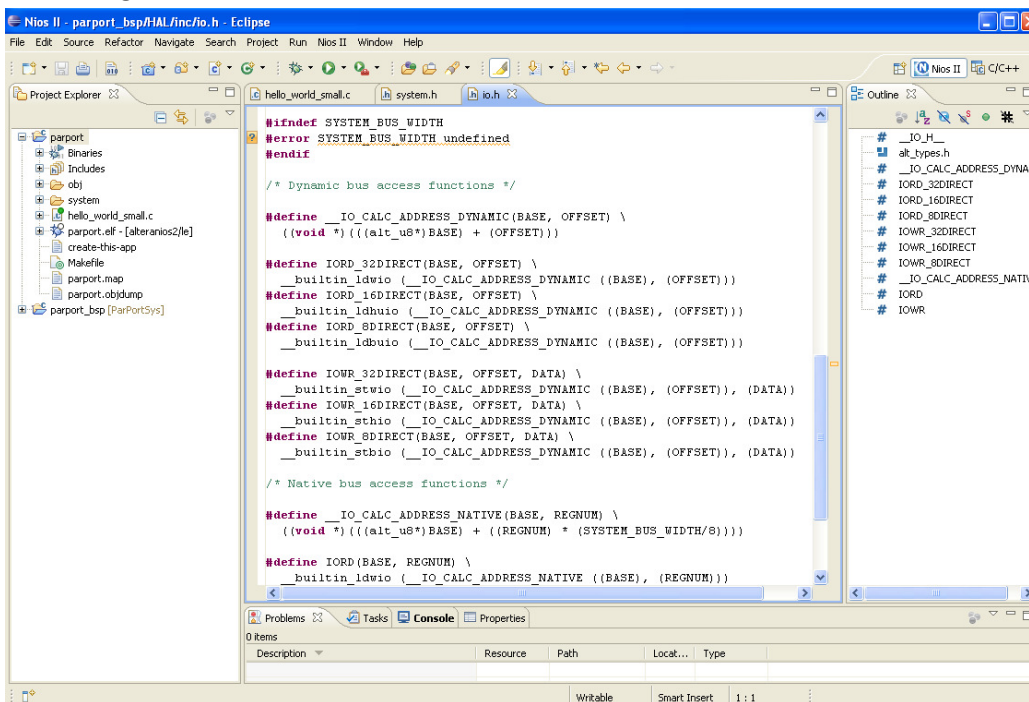 Nios II - parport_bsp/HAL/inc/io.h - Eclipse
File Edit Source Refactor Navigate Search Project Run Nios II Window Help
Nios II C/C++
Project Explorer
parport
Binaries
Includes
obj
system
hello_world_small.c
parport.elf - [alteranios2/le]
create-this-app
Makefile
parport.map
parport.objdump
parport_bsp [ParPortSys]
hello_world_small.c system.h io.h
#ifndef SYSTEM_BUS_WIDTH
#error SYSTEM_BUS_WIDTH undefined
#endif
/* Dynamic bus access functions */
#define __IO_CALC_ADDRESS_DYNAMIC(BASE, OFFSET) \
((void *)(((alt_u8*)BASE) + (OFFSET)))
#define IORD_32DIRECT(BASE, OFFSET) \
__builtin_ldwio (__IO_CALC_ADDRESS_DYNAMIC ((BASE), (OFFSET)))
#define IORD_16DIRECT(BASE, OFFSET) \
__builtin_ldhuio (__IO_CALC_ADDRESS_DYNAMIC ((BASE), (OFFSET)))
#define IORD_8DIRECT(BASE, OFFSET) \
__builtin_ldbuio (__IO_CALC_ADDRESS_DYNAMIC ((BASE), (OFFSET)))
#define IOWR_32DIRECT(BASE, OFFSET, DATA) \
__builtin_stwio (__IO_CALC_ADDRESS_DYNAMIC ((BASE), (OFFSET)), (DATA))
#define IOWR_16DIRECT(BASE, OFFSET, DATA) \
__builtin_sthio (__IO_CALC_ADDRESS_DYNAMIC ((BASE), (OFFSET)), (DATA))
#define IOWR_8DIRECT(BASE, OFFSET, DATA) \
__builtin_stbio (__IO_CALC_ADDRESS_DYNAMIC ((BASE), (OFFSET)), (DATA))
/* Native bus access functions */
#define __IO_CALC_ADDRESS_NATIVE(BASE, REGNUM) \
((void *)(((alt_u8*)BASE) + ((REGNUM) * (SYSTEM_BUS_WIDTH/8))))
#define IORD(BASE, REGNUM) \
__builtin_ldwio (__IO_CALC_ADDRESS_NATIVE ((BASE), (REGNUM)))
Outline
# __IO_H__
alt_types.h
# __IO_CALC_ADDRESS_DYNA
# IORD_32DIRECT
# IORD_16DIRECT
# IORD_8DIRECT
# IOWR_32DIRECT
# IOWR_16DIRECT
# IOWR_8DIRECT
# __IO_CALC_ADDRESS_NATIV
# IORD
# IOWR
Problems Tasks Console Properties
0 items
Description Resource Path Locat... Type
Writable Smart Insert 1 : 1